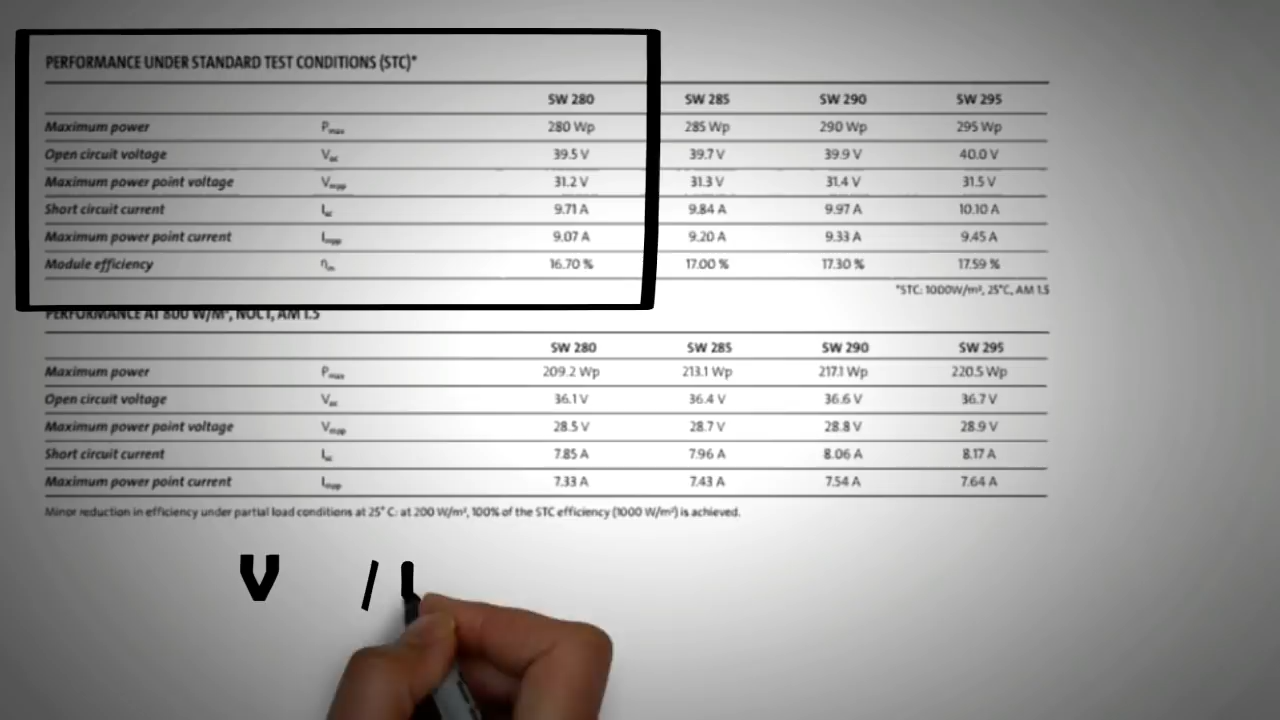 PERFORMANCE UNDER STANDARD TEST CONDITIONS (STC)*
SW 280 SW 285 SW 290 SW 295
Maximum power Pmax 280 Wp 285 Wp 290 Wp 295 Wp
Open circuit voltage Voc 39.5 V 39.7 V 39.9 V 40.0 V
Maximum power point voltage Vmpp 31.2 V 31.3 V 31.4 V 31.5 V
Short circuit current Isc 9.71 A 9.84 A 9.97 A 10.10 A
Maximum power point current Impp 9.07 A 9.20 A 9.33 A 9.45 A
Module efficiency ηm 16.70 % 17.00 % 17.30 % 17.59 %
*STC: 1000W/m², 25°C, AM 1.5
PERFORMANCE AT 800 W/M², NOCT, AM 1.5
SW 280 SW 285 SW 290 SW 295
Maximum power Pmax 209.2 Wp 213.1 Wp 217.1 Wp 220.5 Wp
Open circuit voltage Voc 36.1 V 36.4 V 36.6 V 36.7 V
Maximum power point voltage Vmpp 28.5 V 28.7 V 28.8 V 28.9 V
Short circuit current Isc 7.85 A 7.96 A 8.06 A 8.17 A
Maximum power point current Impp 7.33 A 7.43 A 7.54 A 7.64 A
Minor reduction in efficiency under partial load conditions at 25° C: at 200 W/m², 100% of the STC efficiency (1000 W/m²) is achieved.
V /